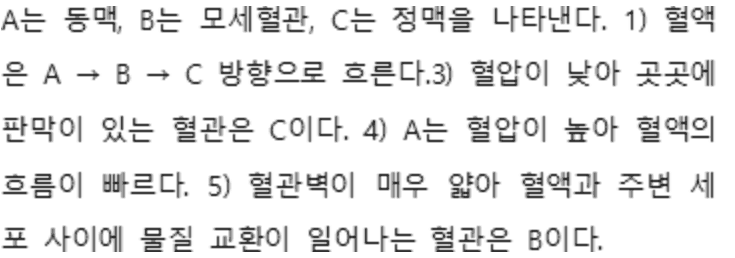 A는 동맥, B는 모세혈관, C는 정맥을 나타낸다. 1) 혈액
은 A → B → C 방향으로 흐른다.3) 혈압이 낮아 곳곳에
판막이 있는 혈관은 C이다. 4) A는 혈압이 높아 혈액의
흐름이 빠르다. 5) 혈관벽이 매우 얇아 혈액과 주변 세
포 사이에 물질 교환이 일어나는 혈관은 B이다.